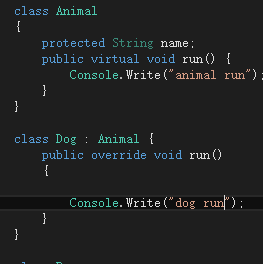 class Animal
{
    protected String name;
    public virtual void run() {
        Console.Write("animal run");
    }
}

class Dog : Animal {
    public override void run()
    {

        Console.Write("dog run");
    }
}